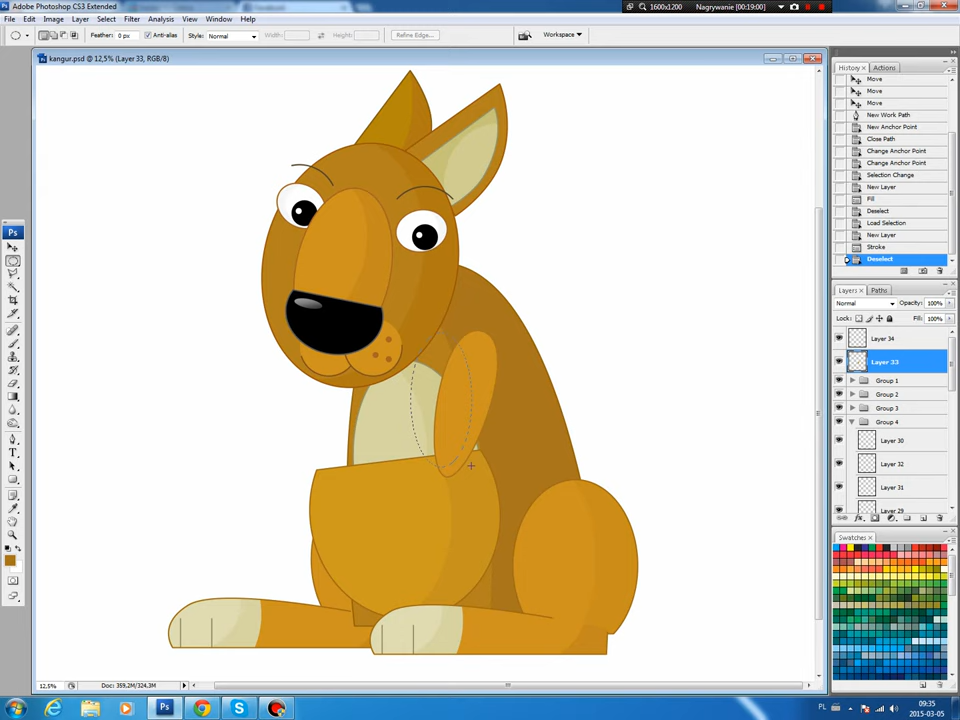 Adobe Photoshop CS3 Extended
1600x1200 Nagrywanie [00:19:00]
File Edit Image Layer Select Filter Analysis View Window Help
Feather: 0 px Anti-alias Style: Normal Width: Height: Refine Edge... Workspace
kangur.psd @ 12,5% (Layer 33, RGB/8)
History Actions
Move
Move
Move
New Work Path
New Anchor Point
Close Path
Change Anchor Point
Change Anchor Point
Selection Change
New Layer
Fill
Deselect
Load Selection
New Layer
Stroke
Deselect
Layers Paths
Normal Opacity: 100%
Lock: Fill: 100%
Layer 34
Layer 33
Group 1
Group 2
Group 3
Group 4
Layer 30
Layer 32
Layer 31
Layer 29
Swatches
Ps
T
12,5% Doc: 359,2M/324,3M
Ps
PL
09:35
2015-03-05